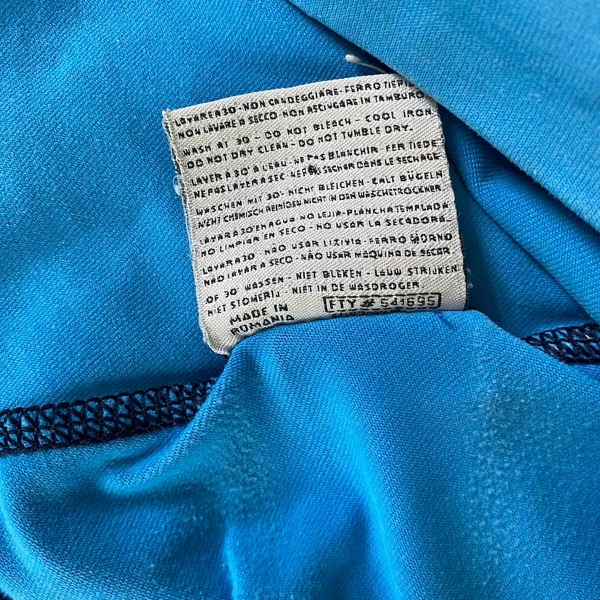 LAVARE A 30°-NON CANDEGGIARE-FERRO TIEPI
NON LAVARE A SECCO-NON ASCIUGARE IN TAMBURO
WASH AT 30°-DO NOT BLEACH-COOL IRON
DO NOT DRY CLEAN-DO NOT TUMBLE DRY.
LAVER A 30° A L'EAU-NE PAS BLANCHIR-FER TIEDE
NE PAS LAVER A SEC-NE PAS SECHER DANS LE SECHAGE
WASCHEN MIT 30°-NICHT BLEICHEN-CALT BÜGELN
NICHT CHEMISCH REINIGEN NICHT IN DEN WASCHETROCKNER
LAVAR A 30° EN AGUA NO LEJIA-PLANCHA TEMPLADA
NO LIMPIAR EN SECO-NO USAR LA SECADORA.
LAVAR A 30°-NÃO USAR LIXIVIA-FERRO MORNO
NÃO LAVAR A SECO-NÃO USAR MAQUINA DE SECAR
OF 30° WASSEN-NIET BLEKEN-LAUW STRIJKEN
NIET STOMERIJ-NIET IN DE WASDROGER
MADE IN FTY # 541695
ROMANIA